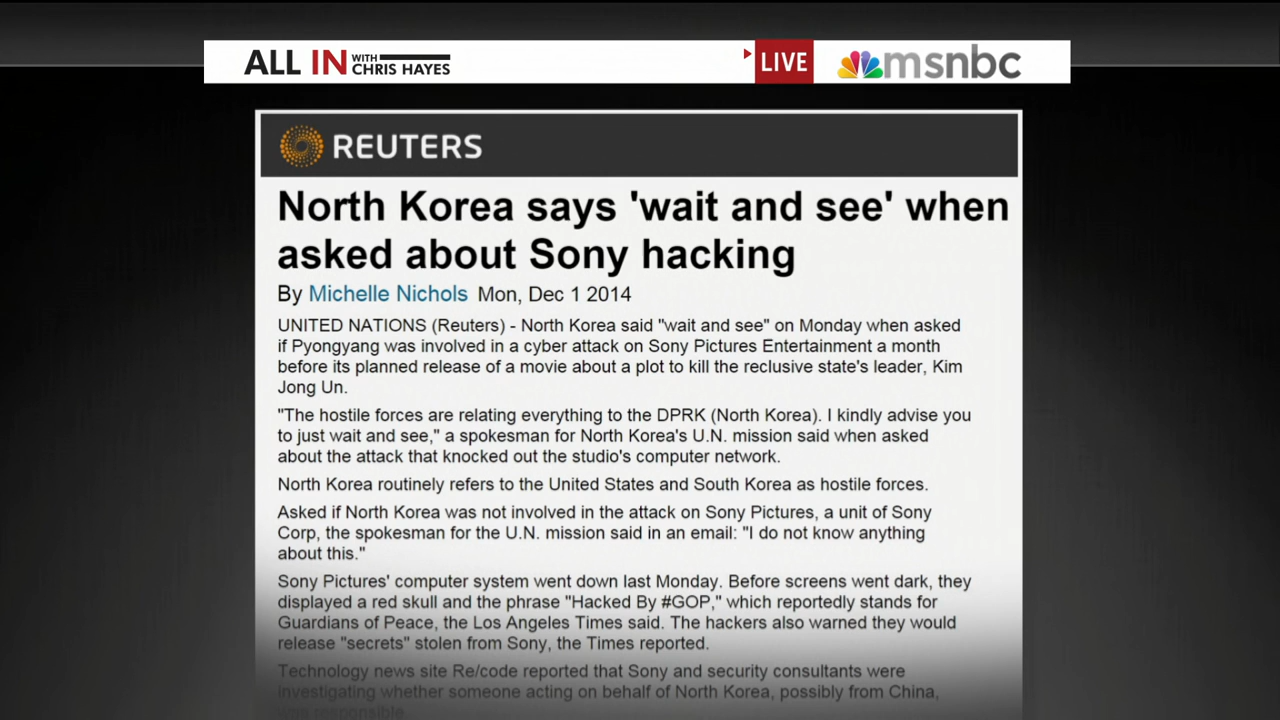 ALL IN WITH CHRIS HAYES
LIVE
msnbc
REUTERS
North Korea says 'wait and see' when
asked about Sony hacking
By Michelle Nichols Mon, Dec 1 2014
UNITED NATIONS (Reuters) - North Korea said "wait and see" on Monday when asked
if Pyongyang was involved in a cyber attack on Sony Pictures Entertainment a month
before its planned release of a movie about a plot to kill the reclusive state's leader, Kim
Jong Un.
"The hostile forces are relating everything to the DPRK (North Korea). I kindly advise you
to just wait and see," a spokesman for North Korea's U.N. mission said when asked
about the attack that knocked out the studio's computer network.
North Korea routinely refers to the United States and South Korea as hostile forces.
Asked if North Korea was not involved in the attack on Sony Pictures, a unit of Sony
Corp, the spokesman for the U.N. mission said in an email: "I do not know anything
about this."
Sony Pictures' computer system went down last Monday. Before screens went dark, they
displayed a red skull and the phrase "Hacked By #GOP," which reportedly stands for
Guardians of Peace, the Los Angeles Times said. The hackers also warned they would
release "secrets" stolen from Sony, the Times reported.
Technology news site Re/code reported that Sony and security consultants were
investigating whether someone acting on behalf of North Korea, possibly from China,
was responsible.